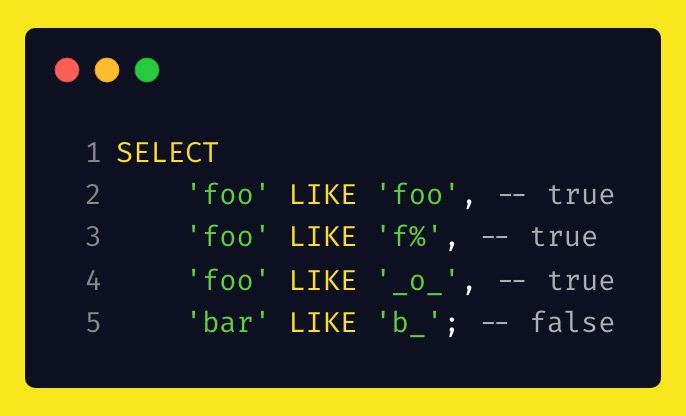 1 SELECT
2     'foo' LIKE 'foo', -- true
3     'foo' LIKE 'f%', -- true
4     'foo' LIKE '_o_', -- true
5     'bar' LIKE 'b_'; -- false